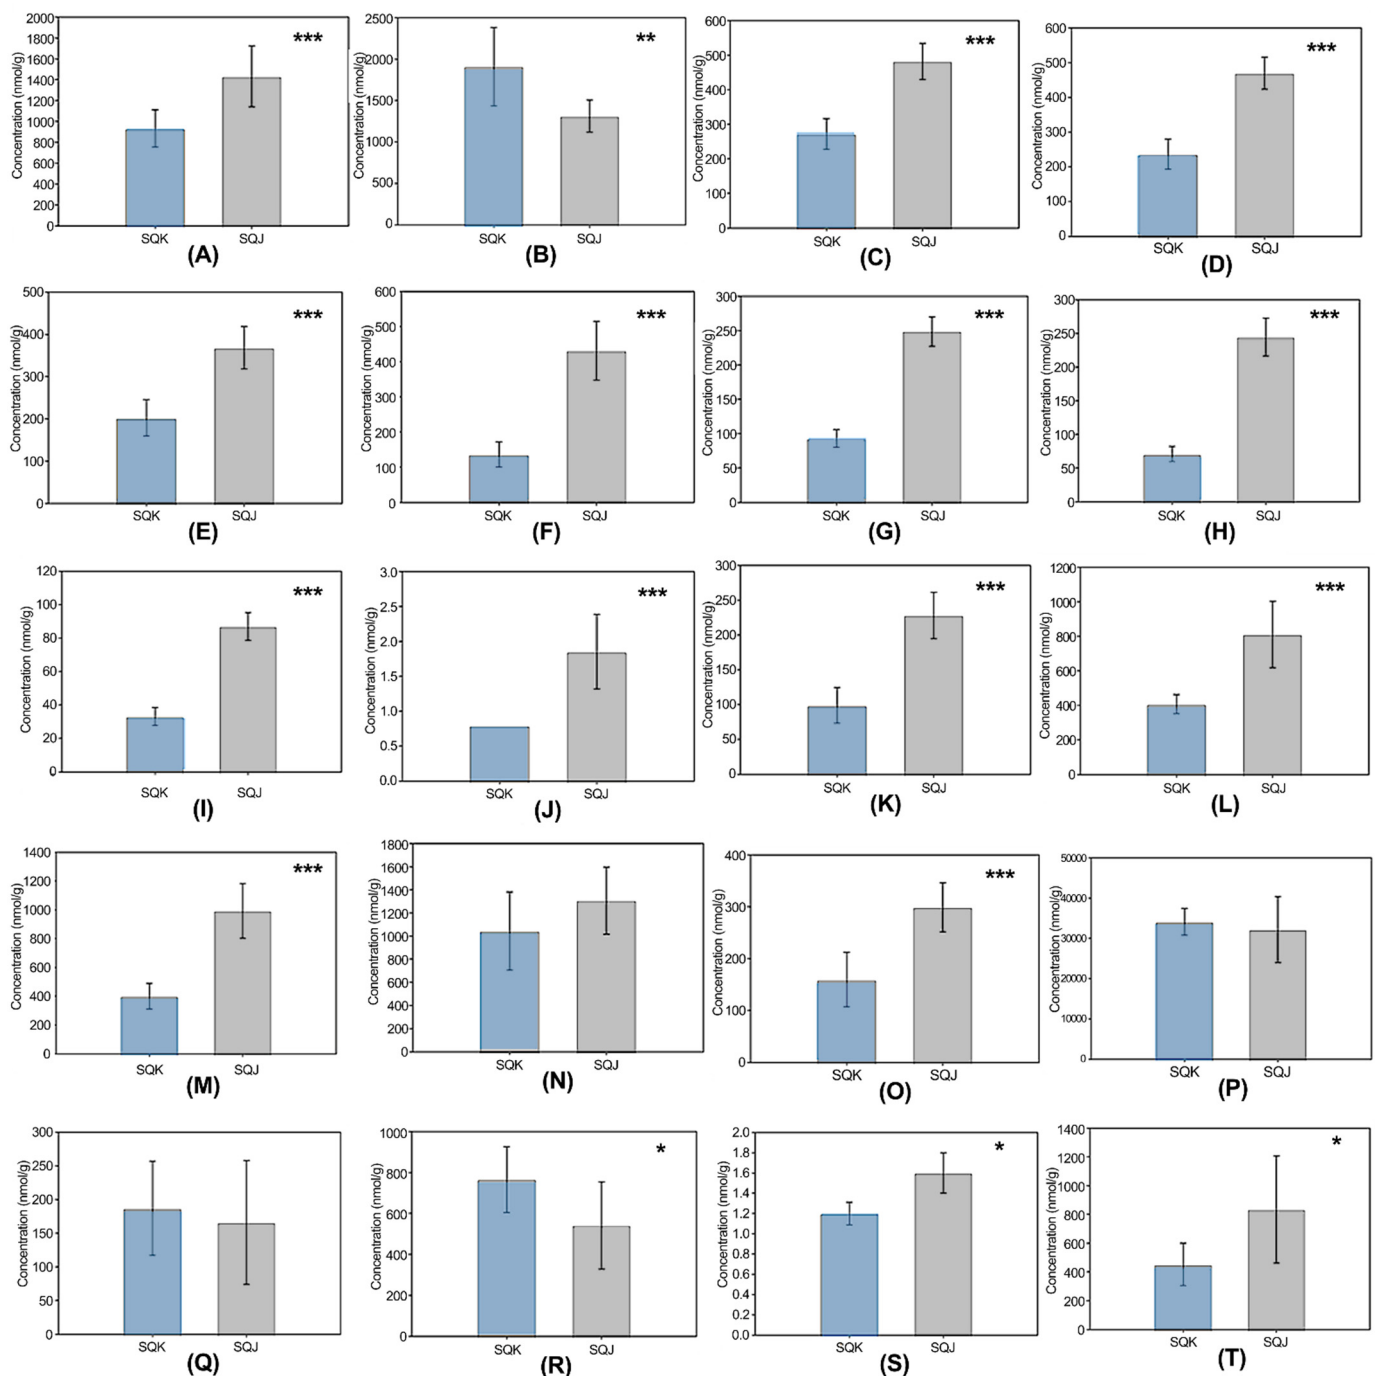 Concentration (nmol/g)
2000
1800
1600
1400
1200
1000
800
600
400
200
0
***
SQK SQJ
(A)
Concentration (nmol/g)
2500
2000
1500
1000
500
0
**
SQK SQJ
(B)
Concentration (nmol/g)
600
500
400
300
200
100
0
***
SQK SQJ
(C)
Concentration (nmol/g)
600
500
400
300
200
100
0
***
SQK SQJ
(D)
Concentration (nmol/g)
500
400
300
200
100
0
***
SQK SQJ
(E)
Concentration (nmol/g)
600
500
400
300
200
100
0
***
SQK SQJ
(F)
Concentration (nmol/g)
300
250
200
150
100
50
0
***
SQK SQJ
(G)
Concentration (nmol/g)
300
250
200
150
100
50
0
***
SQK SQJ
(H)
Concentration (nmol/g)
120
100
80
60
40
20
0
***
SQK SQJ
(I)
Concentration (nmol/g)
3.0
2.5
2.0
1.5
1.0
0.5
0.0
***
SQK SQJ
(J)
Concentration (nmol/g)
300
250
200
150
100
50
0
***
SQK SQJ
(K)
Concentration (nmol/g)
1200
1000
800
600
400
200
0
***
SQK SQJ
(L)
Concentration (nmol/g)
1400
1200
1000
800
600
400
200
0
***
SQK SQJ
(M)
Concentration (nmol/g)
1800
1600
1400
1200
1000
800
600
400
200
0
SQK SQJ
(N)
Concentration (nmol/g)
400
300
200
100
0
***
SQK SQJ
(O)
Concentration (nmol/g)
50000
40000
30000
20000
10000
0
SQK SQJ
(P)
Concentration (nmol/g)
300
250
200
150
100
50
0
SQK SQJ
(Q)
Concentration (nmol/g)
1000
800
600
400
200
0
*
SQK SQJ
(R)
Concentration (nmol/g)
2.0
1.8
1.6
1.4
1.2
1.0
0.8
0.6
0.4
0.2
0.0
*
SQK SQJ
(S)
Concentration (nmol/g)
1400
1200
1000
800
600
400
200
0
*
SQK SQJ
(T)